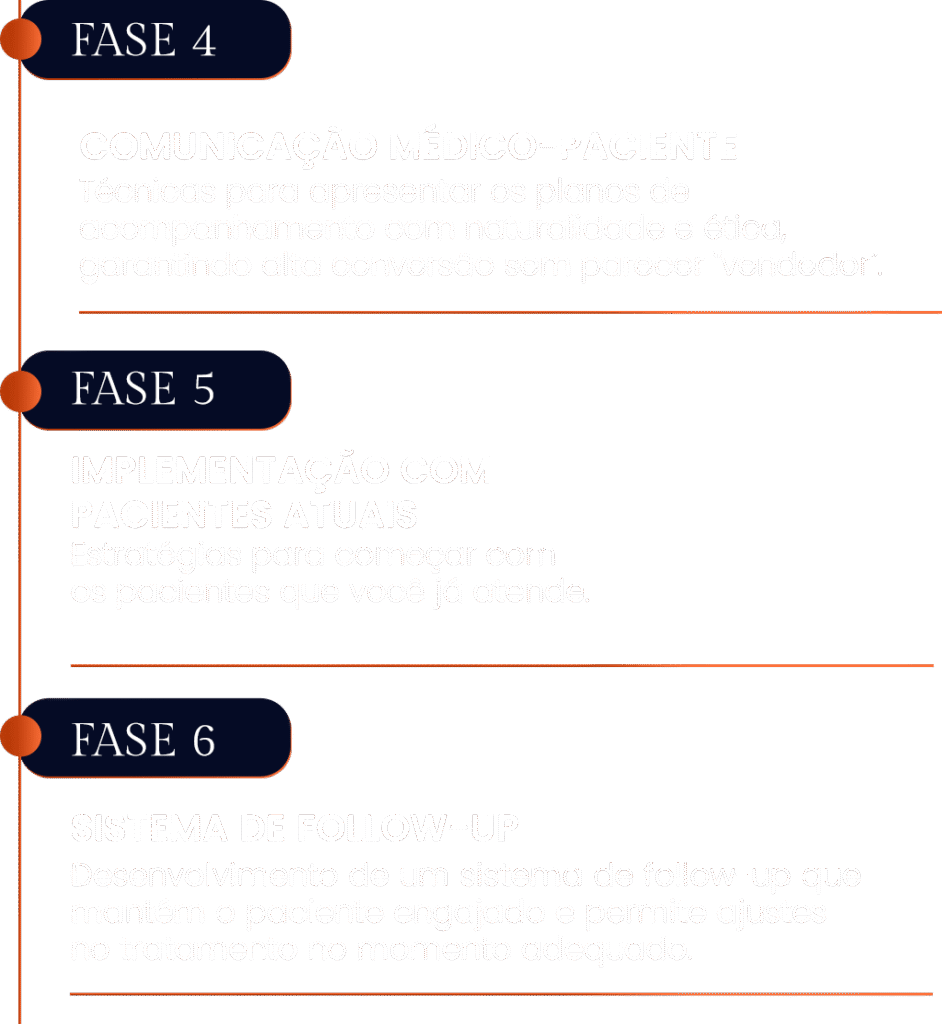 FASE 4
COMUNICAÇÃO MÉDICO- PACIENTE
Técnicas para apresentar os planos de
acompanhamento com naturalidade e ética,
garantindo alta conversão sem parecer "vendedor".
FASE 5
IMPLEMENTAÇÃO COM
PACIENTES ATUAIS
Estratégias para começar com
os pacientes que você já atende.
FASE 6
SISTEMA DE FOLLOW-UP
Desenvolvimento de um sistema de follow-up que
mantém o paciente engajado e permite ajustes
no tratamento no momento adequado.